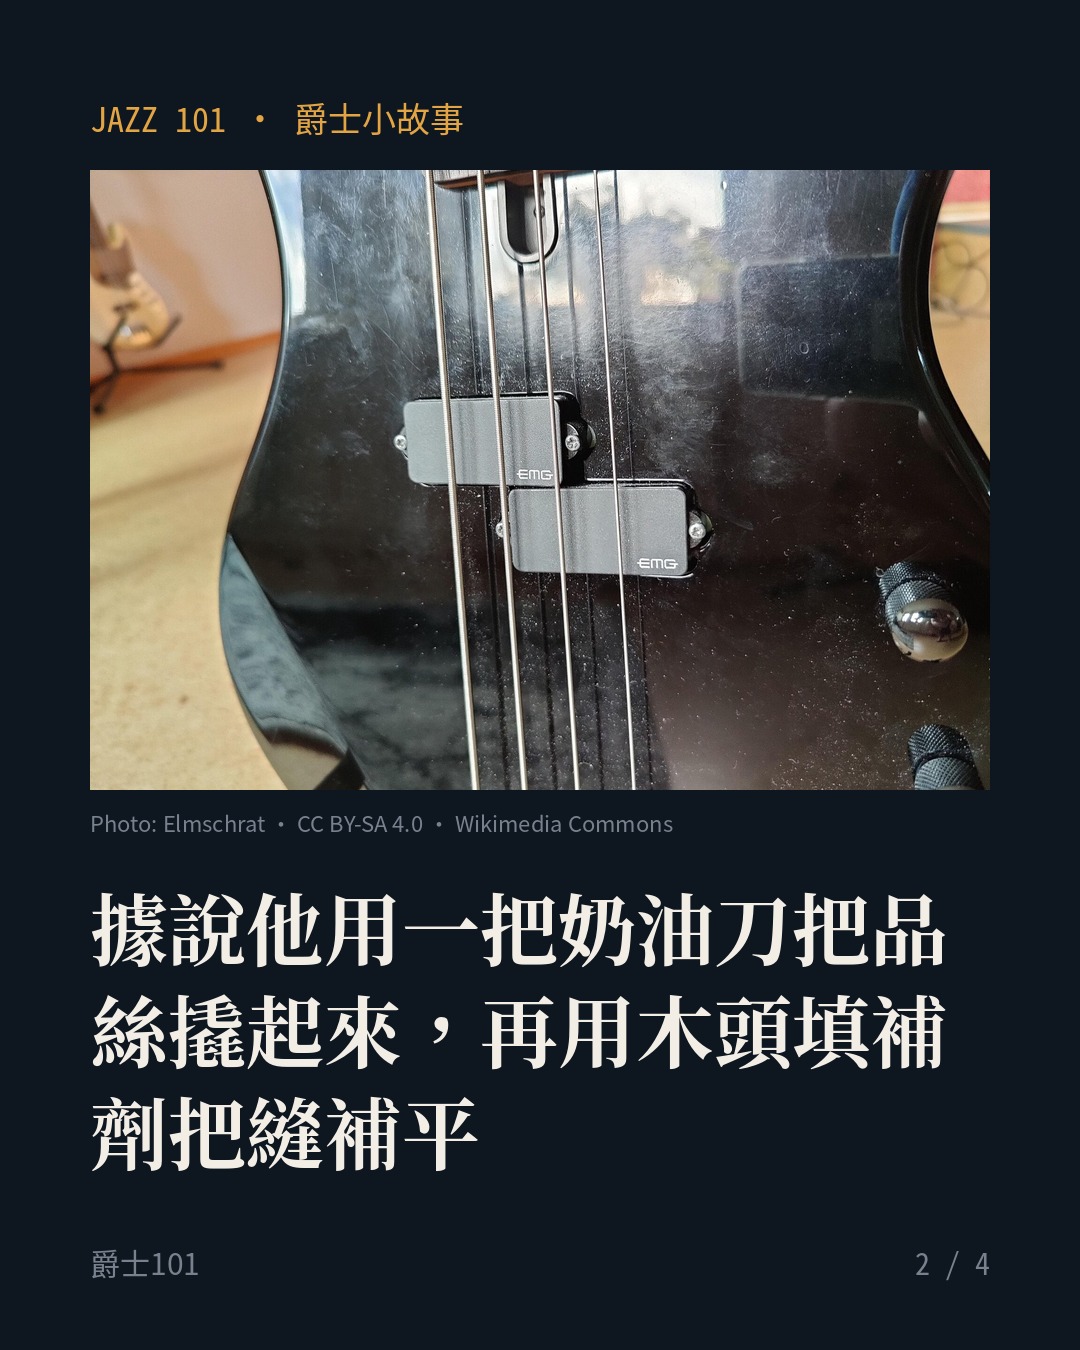 JAZZ 101 · 爵士小故事
EMG
EMG
Photo: Elmschrat · CC BY-SA 4.0 · Wikimedia Commons
據說他用一把奶油刀把品
絲撬起來，再用木頭填補
劑把縫補平
爵士101
2 / 4